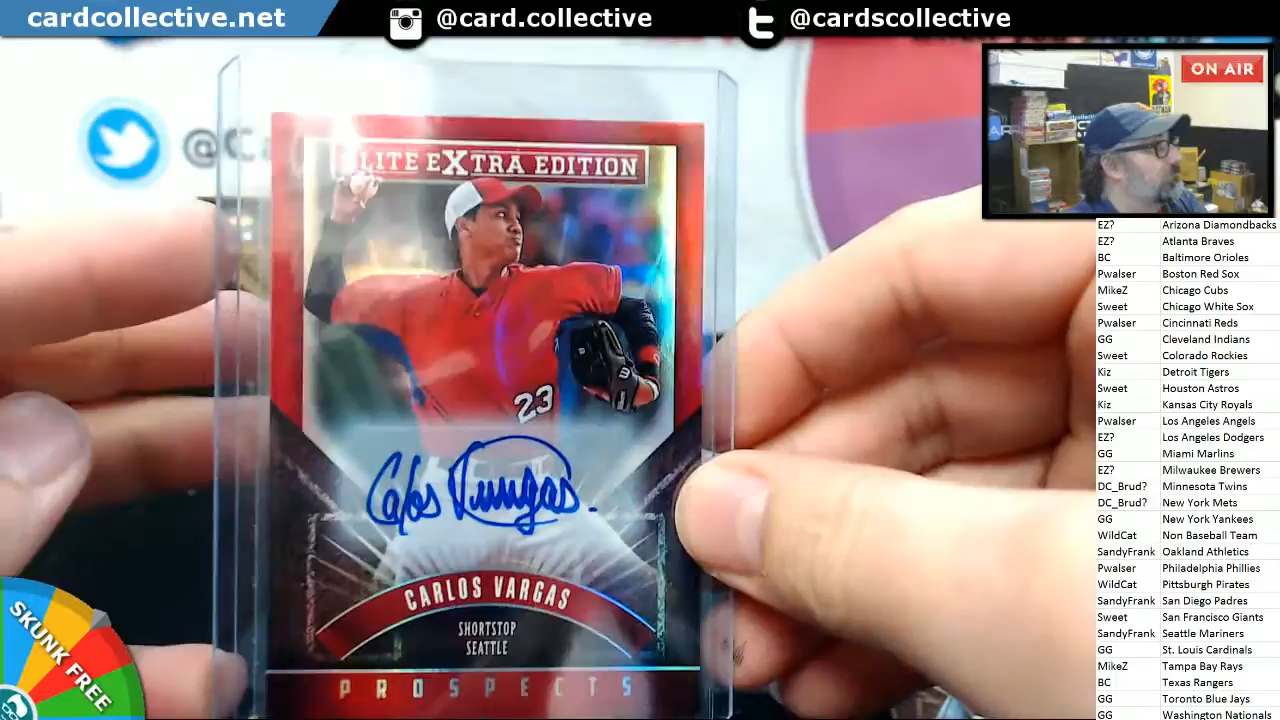 cardcollective.net
@card.collective
@cardscollective
ON AIR
@Ca
ELITE EXTRA EDITION
23
Carlos Vargas.
CARLOS VARGAS
SHORTSTOP
SEATTLE
PROSPECTS
SKUNK FREE
EZ? Arizona Diamondbacks
EZ? Atlanta Braves
BC Baltimore Orioles
Pwalser Boston Red Sox
MikeZ Chicago Cubs
Sweet Chicago White Sox
Pwalser Cincinnati Reds
GG Cleveland Indians
Sweet Colorado Rockies
Kiz Detroit Tigers
Sweet Houston Astros
Kiz Kansas City Royals
Pwalser Los Angeles Angels
EZ? Los Angeles Dodgers
GG Miami Marlins
EZ? Milwaukee Brewers
DC_Brud? Minnesota Twins
DC_Brud? New York Mets
GG New York Yankees
WildCat Non Baseball Team
SandyFrank Oakland Athletics
Pwalser Philadelphia Phillies
WildCat Pittsburgh Pirates
SandyFrank San Diego Padres
Sweet San Francisco Giants
SandyFrank Seattle Mariners
GG St. Louis Cardinals
MikeZ Tampa Bay Rays
BC Texas Rangers
GG Toronto Blue Jays
GG Washington Nationals